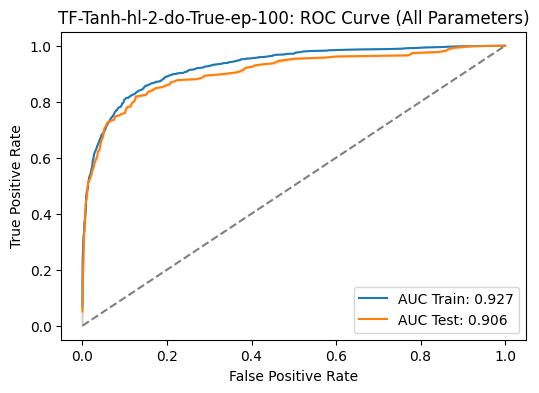 TF-Tanh-hl-2-do-True-ep-100: ROC Curve (All Parameters)
1.0
0.8
0.6
0.4
0.2
0.0
True Positive Rate
AUC Train: 0.927
AUC Test: 0.906
0.0 0.2 0.4 0.6 0.8 1.0
False Positive Rate